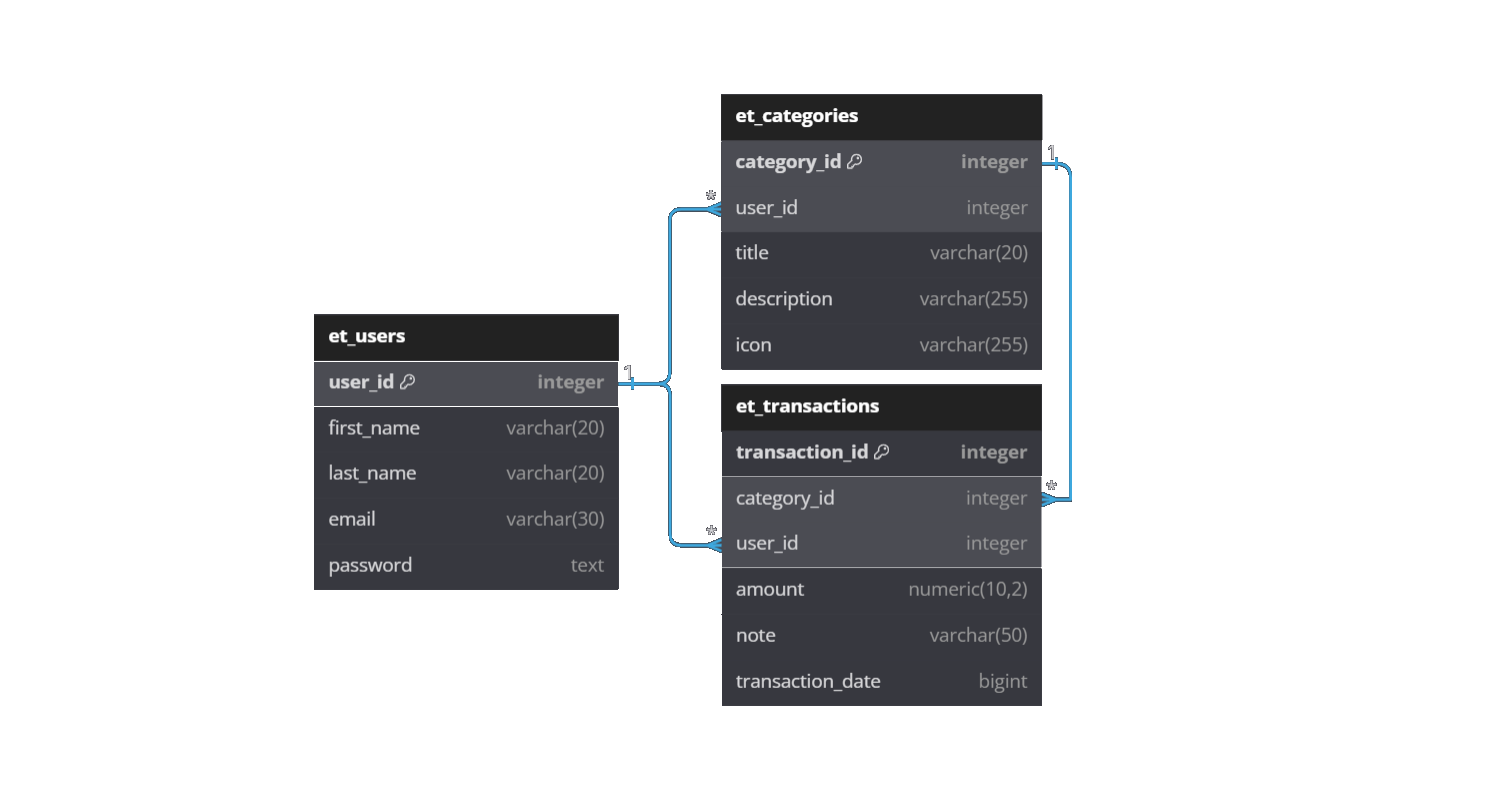 et_categories
category_id integer
user_id integer
title varchar(20)
description varchar(255)
icon varchar(255)
1
*
et_users
user_id integer
first_name varchar(20)
last_name varchar(20)
email varchar(30)
password text
1
*
et_transactions
transaction_id integer
category_id integer
user_id integer
amount numeric(10,2)
note varchar(50)
transaction_date bigint
*